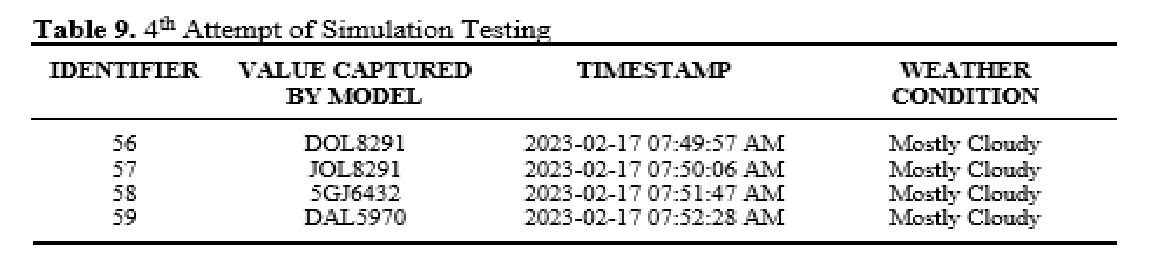 Table 9. 4th Attempt of Simulation Testing
IDENTIFIER VALUE CAPTURED BY MODEL TIMESTAMP WEATHER CONDITION
56 DOL8291 2023-02-17 07:49:57 AM Mostly Cloudy
57 JOL8291 2023-02-17 07:50:06 AM Mostly Cloudy
58 5GJ6432 2023-02-17 07:51:47 AM Mostly Cloudy
59 DAL5970 2023-02-17 07:52:28 AM Mostly Cloudy